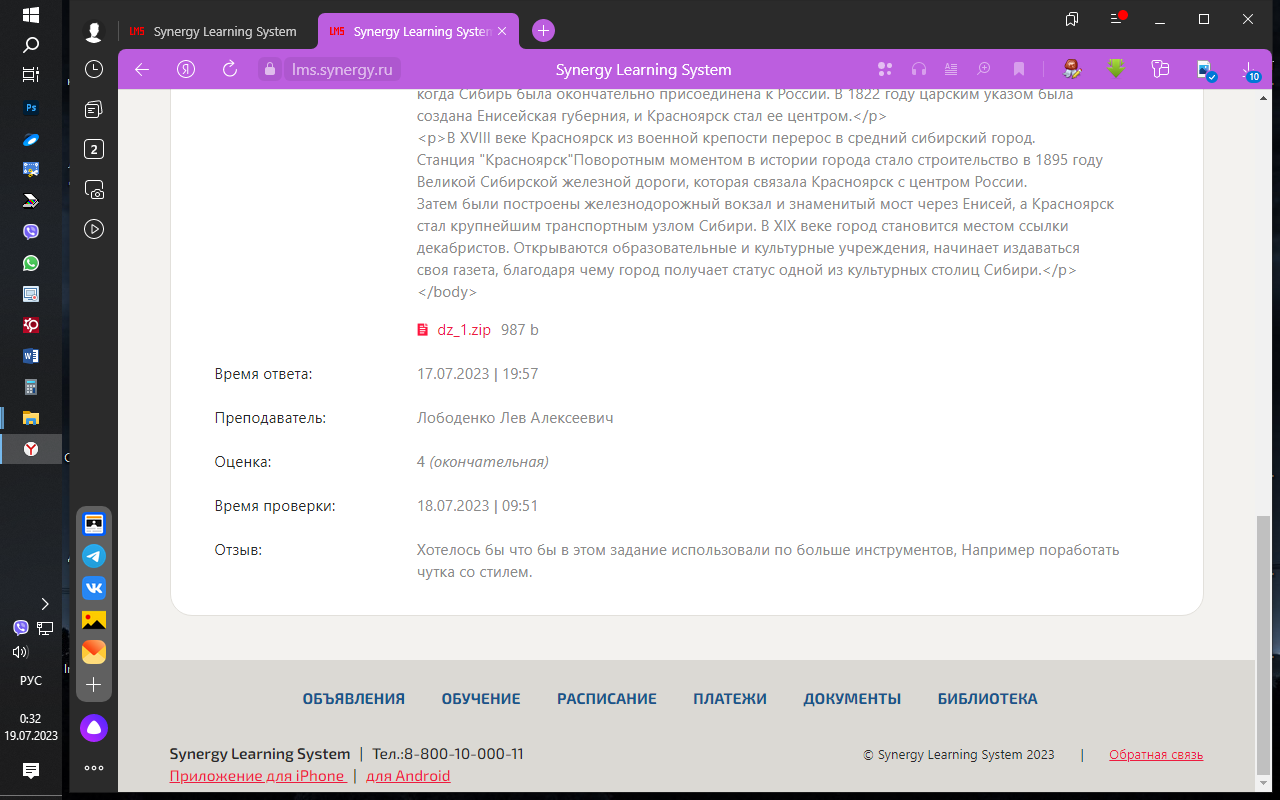 Synergy Learning System
Synergy Learning System
lms.synergy.ru
Synergy Learning System
10
2
когда Сибирь была окончательно присоединена к России. В 1822 году царским указом была
создана Енисейская губерния, и Красноярск стал ее центром.</p>
<p>В XVIII веке Красноярск из военной крепости перерос в средний сибирский город.
Станция "Красноярск"Поворотным моментом в истории города стало строительство в 1895 году
Великой Сибирской железной дороги, которая связала Красноярск с центром России.
Затем были построены железнодорожный вокзал и знаменитый мост через Енисей, а Красноярск
стал крупнейшим транспортным узлом Сибири. В XIX веке город становится местом ссылки
декабристов. Открываются образовательные и культурные учреждения, начинает издаваться
своя газета, благодаря чему город получает статус одной из культурных столиц Сибири.</p>
</body>
dz_1.zip 987 b
Время ответа: 17.07.2023 | 19:57
Преподаватель: Лободенко Лев Алексеевич
Оценка: 4 (окончательная)
Время проверки: 18.07.2023 | 09:51
Отзыв: Хотелось бы что бы в этом задание использовали по больше инструментов, Например поработать
чутка со стилем.
ОБЪЯВЛЕНИЯ ОБУЧЕНИЕ РАСПИСАНИЕ ПЛАТЕЖИ ДОКУМЕНТЫ БИБЛИОТЕКА
Synergy Learning System | Тел.:8-800-10-000-11
© Synergy Learning System 2023 | Обратная связь
Приложение для iPhone | для Android
Ps
РУС
0:32
19.07.2023